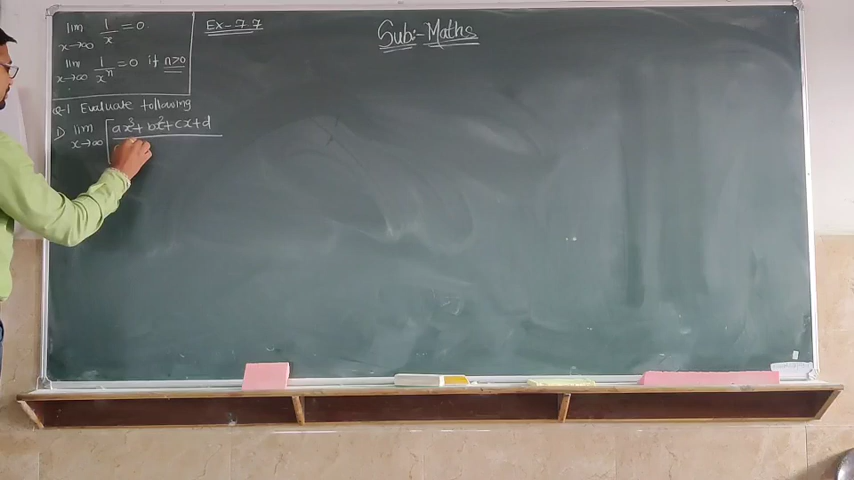 lim 1/x = 0
x→∞
lim 1/xⁿ = 0 if n>0
x→∞
Ex-7.7
Sub:- Maths
Q-1 Evaluate following
1) lim [ax³+bx²+cx+d
x→∞